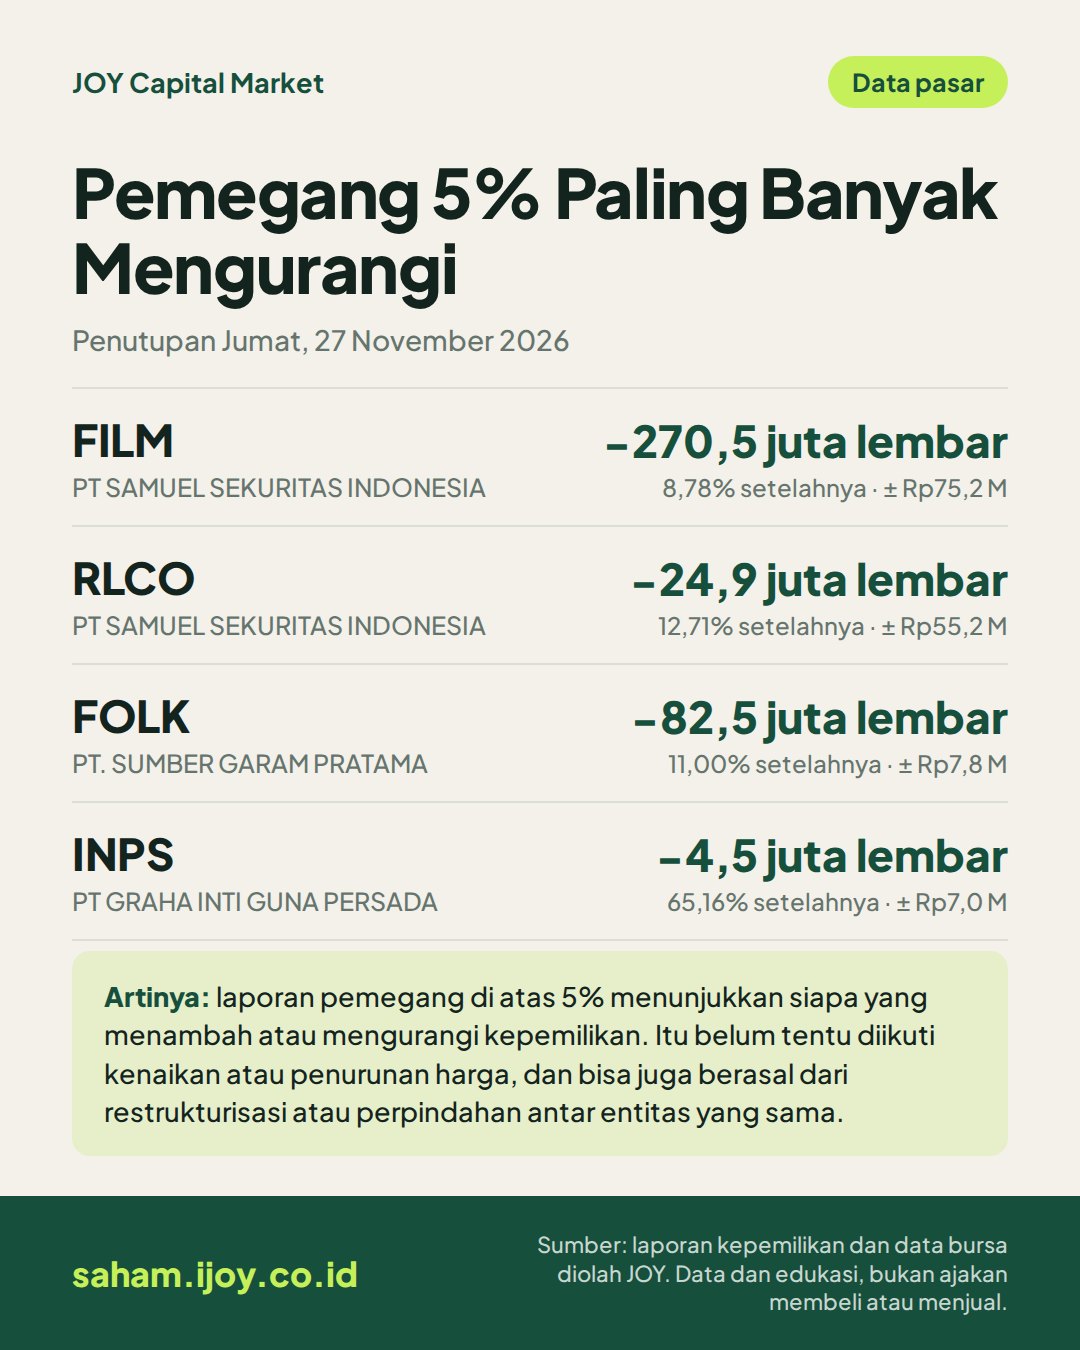 JOY Capital Market
Data pasar
Pemegang 5% Paling Banyak
Mengurangi
Penutupan Jumat, 27 November 2026
FILM
−270,5 juta lembar
PT SAMUEL SEKURITAS INDONESIA
8,78% setelahnya · ± Rp75,2 M
RLCO
−24,9 juta lembar
PT SAMUEL SEKURITAS INDONESIA
12,71% setelahnya · ± Rp55,2 M
FOLK
−82,5 juta lembar
PT. SUMBER GARAM PRATAMA
11,00% setelahnya · ± Rp7,8 M
INPS
−4,5 juta lembar
PT GRAHA INTI GUNA PERSADA
65,16% setelahnya · ± Rp7,0 M
Artinya: laporan pemegang di atas 5% menunjukkan siapa yang
menambah atau mengurangi kepemilikan. Itu belum tentu diikuti
kenaikan atau penurunan harga, dan bisa juga berasal dari
restrukturisasi atau perpindahan antar entitas yang sama.
saham.ijoy.co.id
Sumber: laporan kepemilikan dan data bursa
diolah JOY. Data dan edukasi, bukan ajakan
membeli atau menjual.